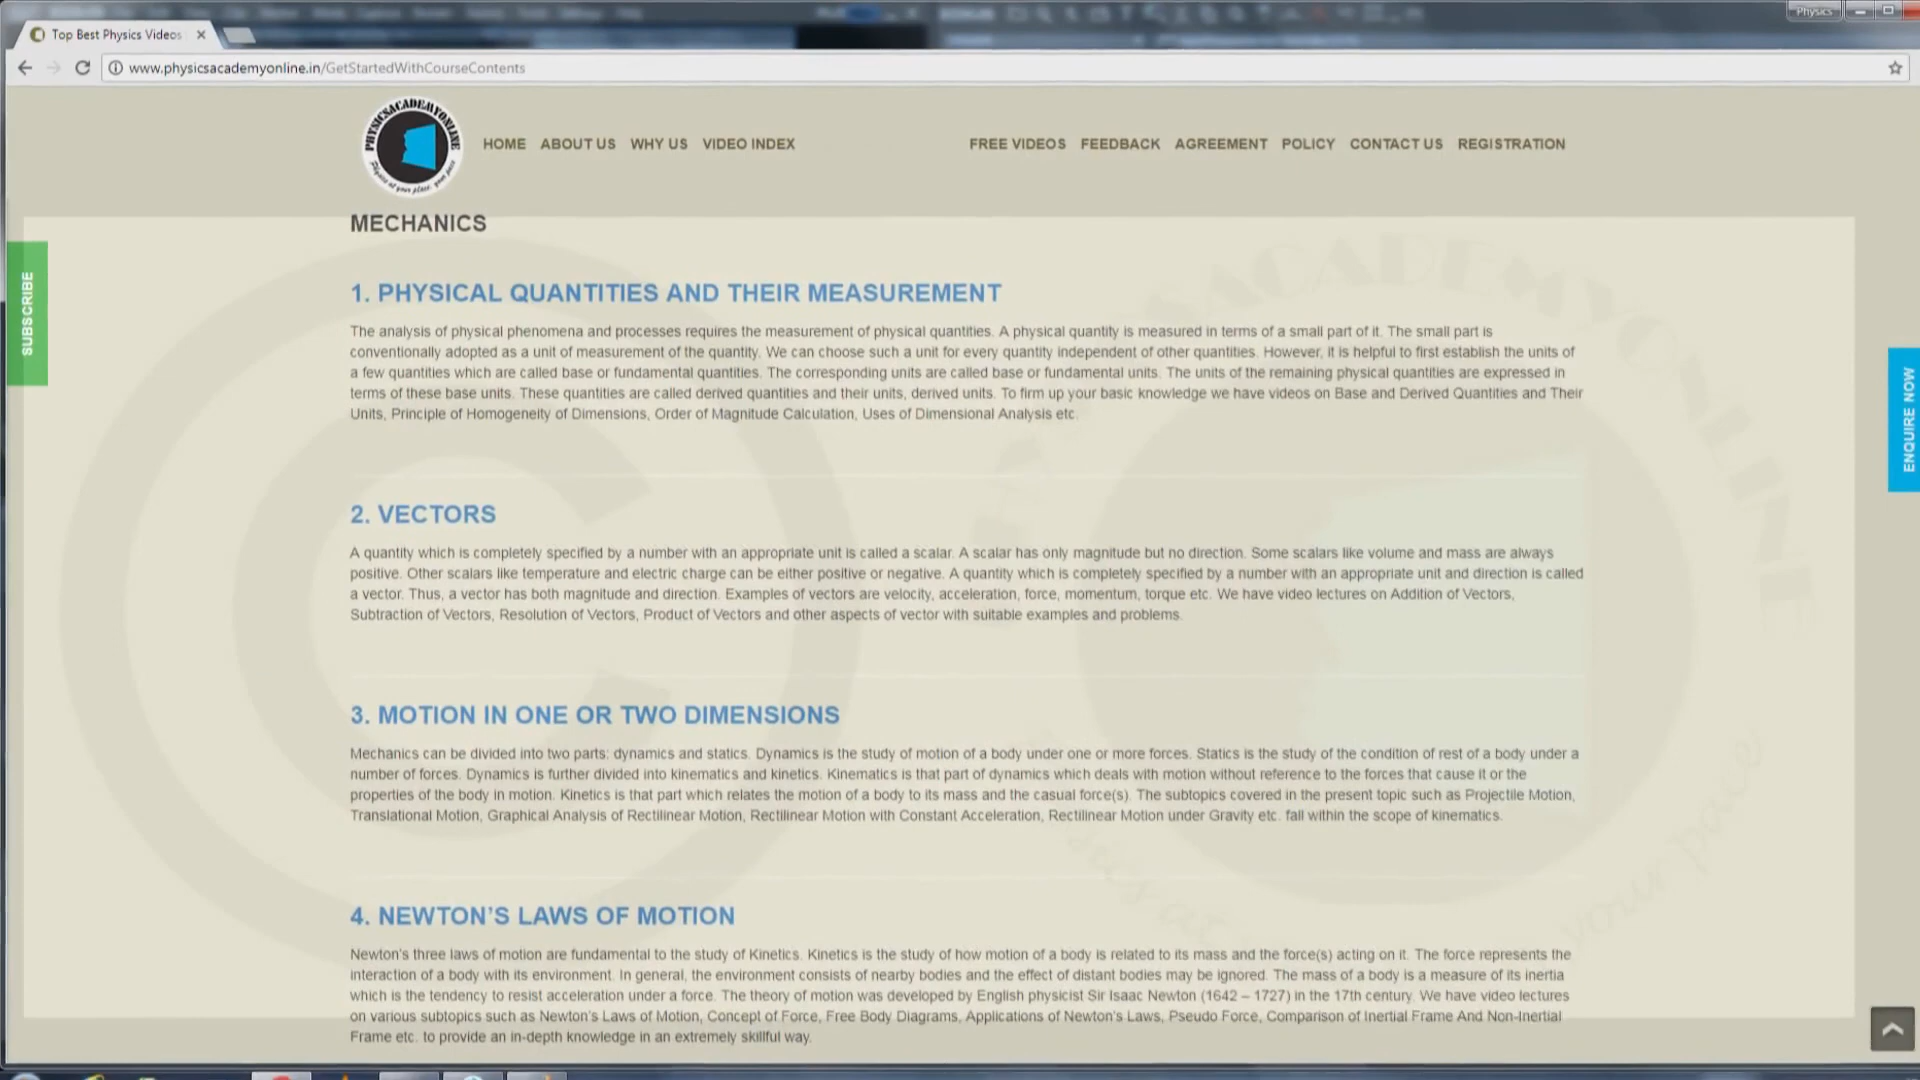 Physics
Top Best Physics Videos
www.physicsacademyonline.in/GetStartedWithCourseContents
PHYSICSACADEMYONLINE
Physics at your place, your pace
HOME ABOUT US WHY US VIDEO INDEX FREE VIDEOS FEEDBACK AGREEMENT POLICY CONTACT US REGISTRATION
MECHANICS
SUBSCRIBE
ENQUIRE NOW
1. PHYSICAL QUANTITIES AND THEIR MEASUREMENT
The analysis of physical phenomena and processes requires the measurement of physical quantities. A physical quantity is measured in terms of a small part of it. The small part is
conventionally adopted as a unit of measurement of the quantity. We can choose such a unit for every quantity independent of other quantities. However, it is helpful to first establish the units of
a few quantities which are called base or fundamental quantities. The corresponding units are called base or fundamental units. The units of the remaining physical quantities are expressed in
terms of these base units. These quantities are called derived quantities and their units, derived units. To firm up your basic knowledge we have videos on Base and Derived Quantities and Their
Units, Principle of Homogeneity of Dimensions, Order of Magnitude Calculation, Uses of Dimensional Analysis etc.
2. VECTORS
A quantity which is completely specified by a number with an appropriate unit is called a scalar. A scalar has only magnitude but no direction. Some scalars like volume and mass are always
positive. Other scalars like temperature and electric charge can be either positive or negative. A quantity which is completely specified by a number with an appropriate unit and direction is called
a vector. Thus, a vector has both magnitude and direction. Examples of vectors are velocity, acceleration, force, momentum, torque etc. We have video lectures on Addition of Vectors,
Subtraction of Vectors, Resolution of Vectors, Product of Vectors and other aspects of vector with suitable examples and problems.
3. MOTION IN ONE OR TWO DIMENSIONS
Mechanics can be divided into two parts: dynamics and statics. Dynamics is the study of motion of a body under one or more forces. Statics is the study of the condition of rest of a body under a
number of forces. Dynamics is further divided into kinematics and kinetics. Kinematics is that part of dynamics which deals with motion without reference to the forces that cause it or the
properties of the body in motion. Kinetics is that part which relates the motion of a body to its mass and the casual force(s). The subtopics covered in the present topic such as Projectile Motion,
Translational Motion, Graphical Analysis of Rectilinear Motion, Rectilinear Motion with Constant Acceleration, Rectilinear Motion under Gravity etc. fall within the scope of kinematics.
4. NEWTON'S LAWS OF MOTION
Newton's three laws of motion are fundamental to the study of Kinetics. Kinetics is the study of how motion of a body is related to its mass and the force(s) acting on it. The force represents the
interaction of a body with its environment. In general, the environment consists of nearby bodies and the effect of distant bodies may be ignored. The mass of a body is a measure of its inertia
which is the tendency to resist acceleration under a force. The theory of motion was developed by English physicist Sir Isaac Newton (1642 – 1727) in the 17th century. We have video lectures
on various subtopics such as Newton's Laws of Motion, Concept of Force, Free Body Diagrams, Applications of Newton's Laws, Pseudo Force, Comparison of Inertial Frame And Non-Inertial
Frame etc. to provide an in-depth knowledge in an extremely skillful way.